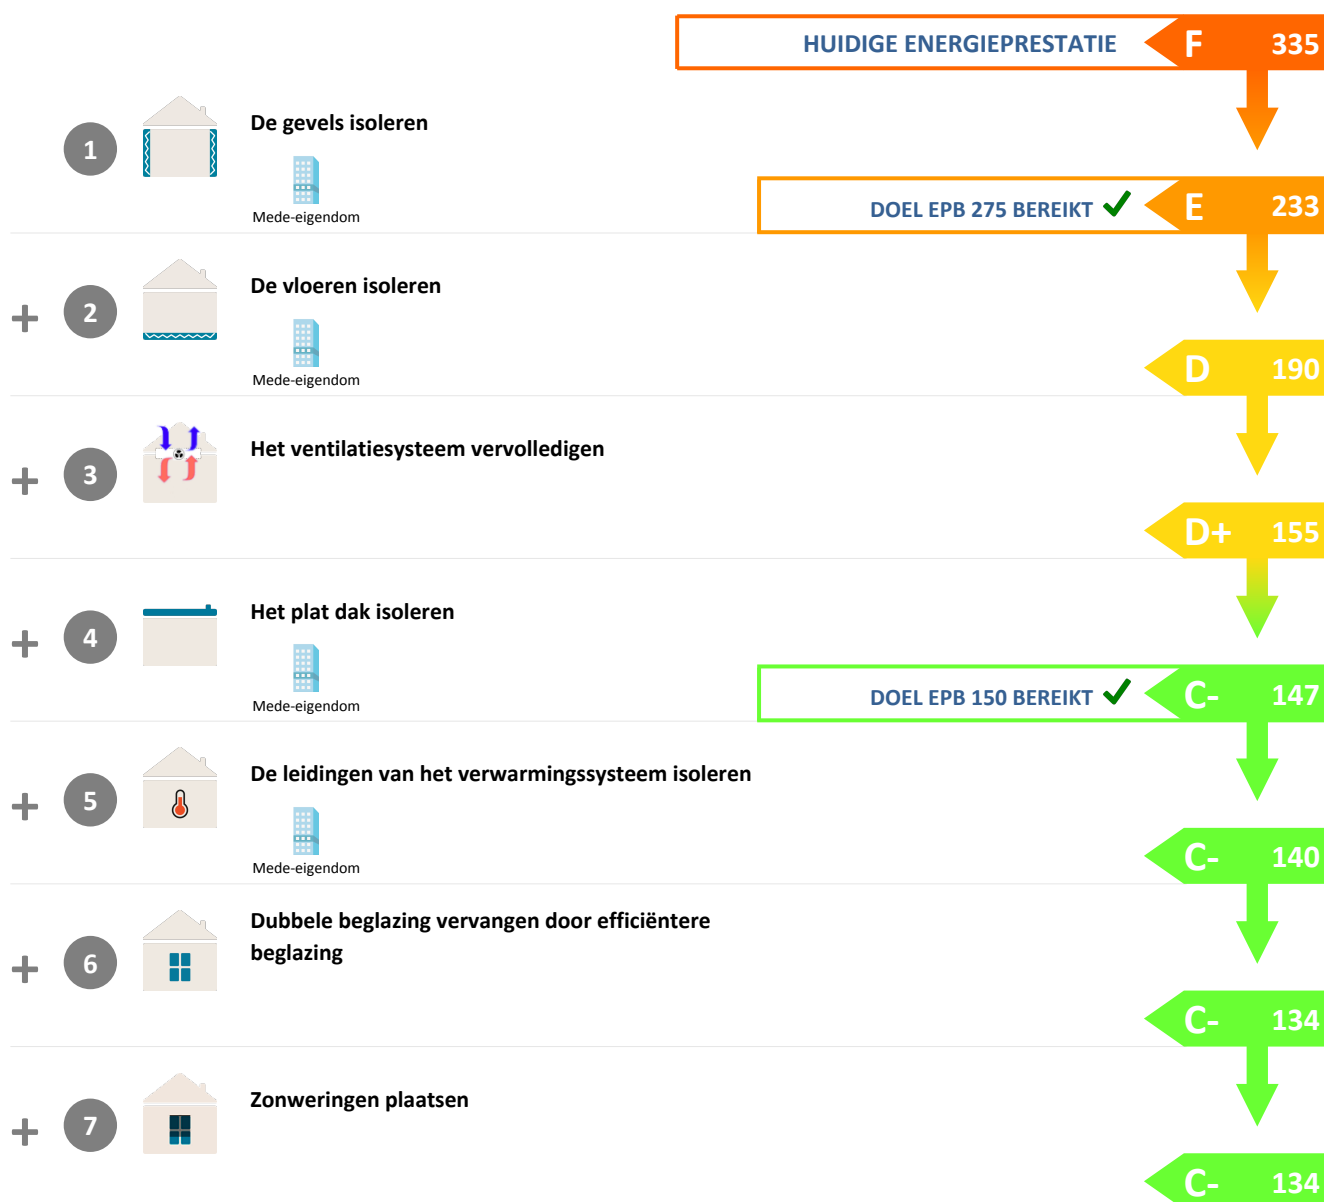 HUIDIGE ENERGIEPRESTATIE F 335
1 De gevels isoleren
Mede-eigendom
DOEL EPB 275 BEREIKT ✓ E 233
+ 2 De vloeren isoleren
Mede-eigendom
D 190
+ 3 Het ventilatiesysteem vervolledigen
D+ 155
+ 4 Het plat dak isoleren
Mede-eigendom
DOEL EPB 150 BEREIKT ✓ C- 147
+ 5 De leidingen van het verwarmingssysteem isoleren
Mede-eigendom
C- 140
+ 6 Dubbele beglazing vervangen door efficiëntere
beglazing
C- 134
+ 7 Zonweringen plaatsen
C- 134